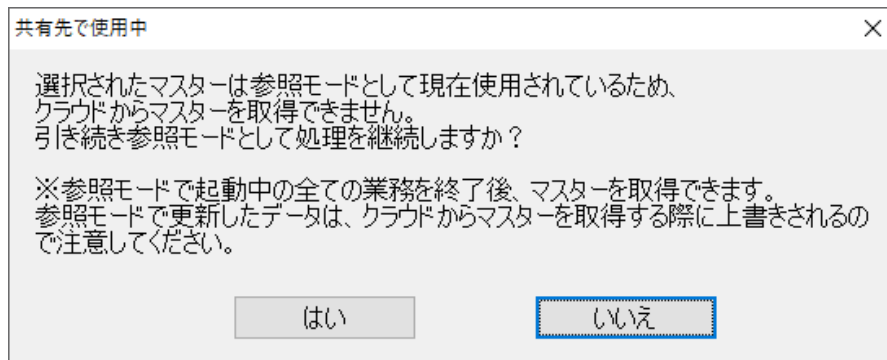 共有先で使用中
選択されたマスターは参照モードとして現在使用されているため、
クラウドからマスターを取得できません。
引き続き参照モードとして処理を継続しますか？
※参照モードで起動中の全ての業務を終了後、マスターを取得できます。
参照モードで更新したデータは、クラウドからマスターを取得する際に上書きされるの
で注意してください。
はい
いいえ